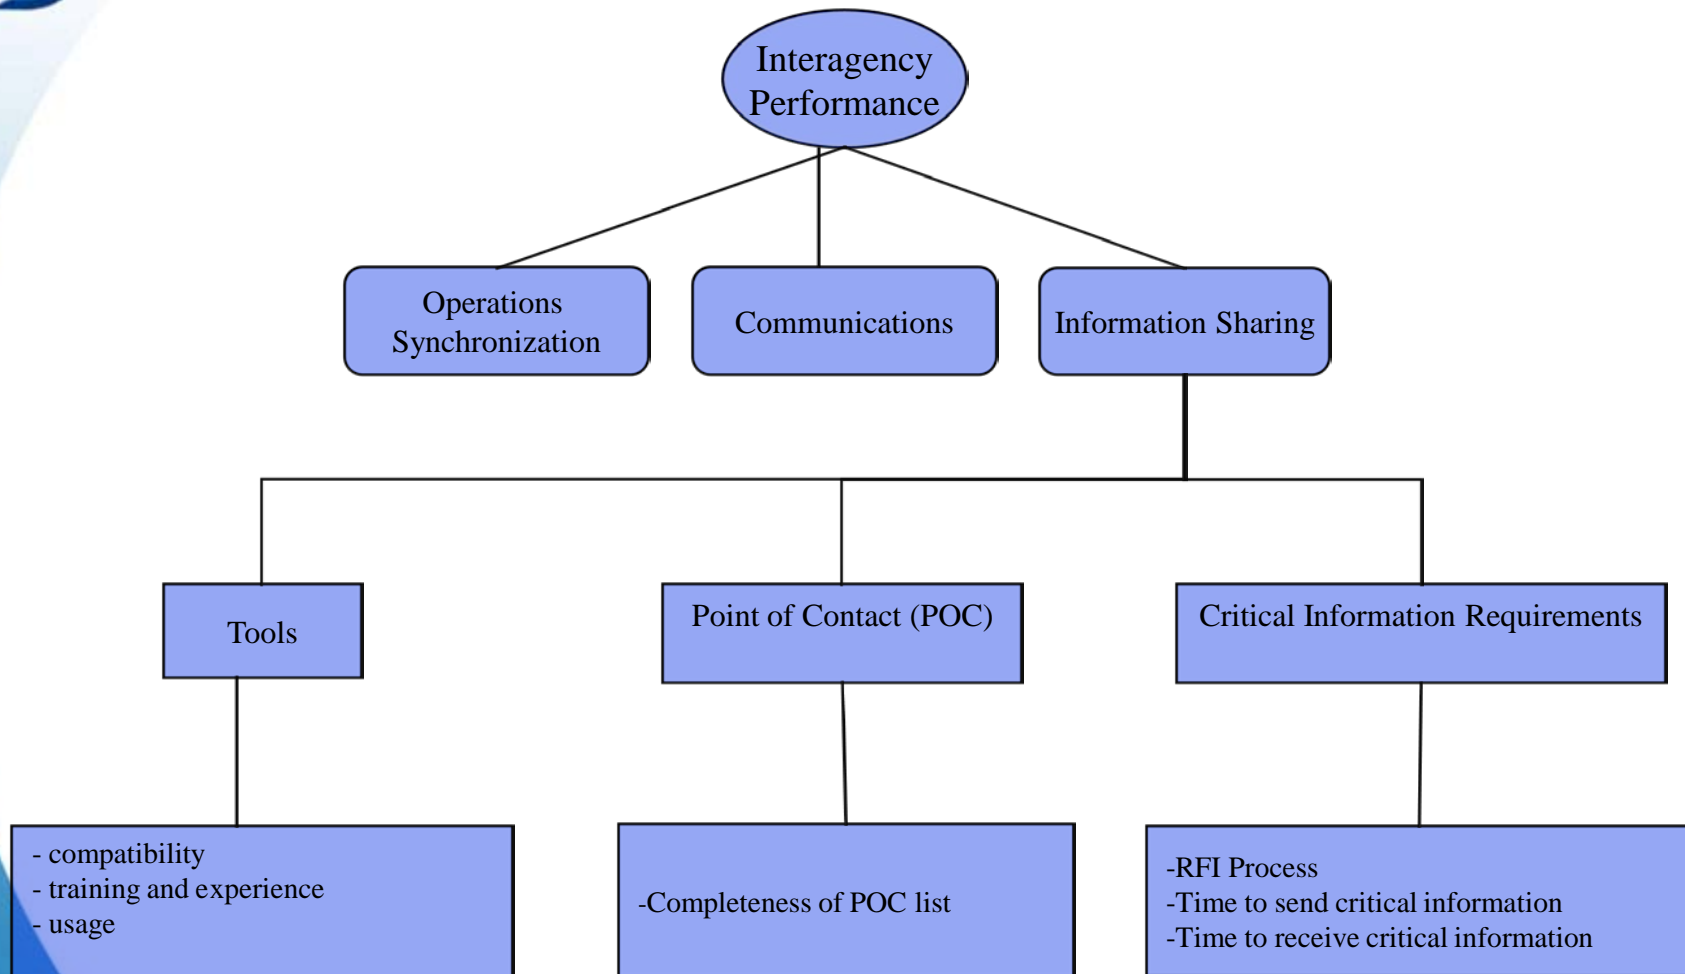 Interagency
Performance
Operations
Synchronization
Communications
Information Sharing
Tools
Point of Contact (POC)
Critical Information Requirements
- compatibility
- training and experience
- usage
-Completeness of POC list
-RFI Process
-Time to send critical information
-Time to receive critical information